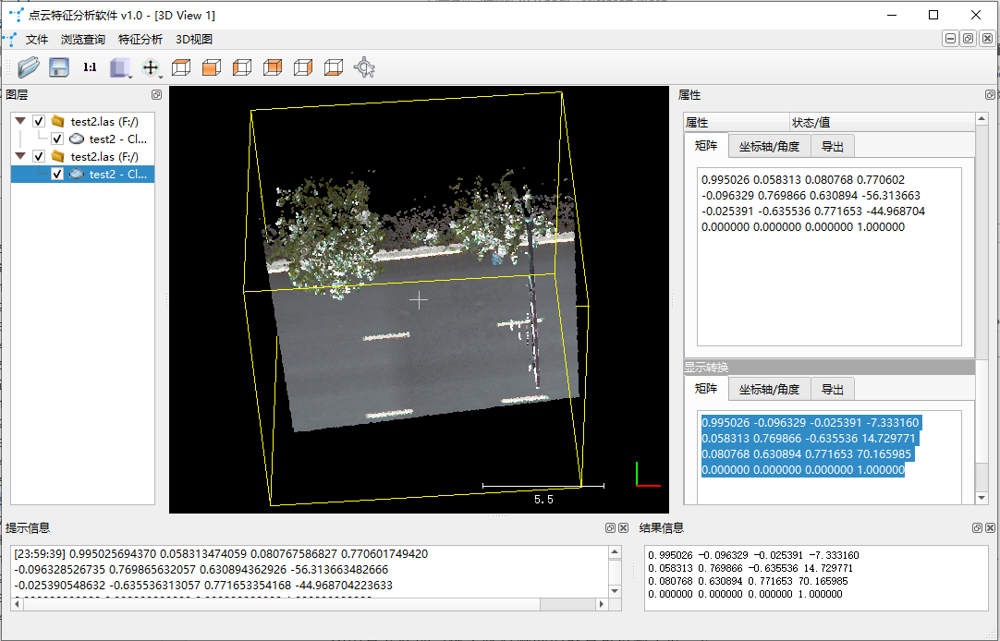 点云特征分析软件 v1.0 - [3D View 1]
文件 浏览查询 特征分析 3D视图
1:1
图层
test2.las (F:/)
test2 - Cl...
test2.las (F:/)
test2 - Cl...
5.5
属性
属性 状态/值
矩阵 坐标轴/角度 导出
0.995026 0.058313 0.080768 0.770602
-0.096329 0.769866 0.630894 -56.313663
-0.025391 -0.635536 0.771653 -44.968704
0.000000 0.000000 0.000000 1.000000
显示转换
矩阵 坐标轴/角度 导出
0.995026 -0.096329 -0.025391 -7.333160
0.058313 0.769866 -0.635536 14.729771
0.080768 0.630894 0.771653 70.165985
0.000000 0.000000 0.000000 1.000000
提示信息
[23:59:39] 0.995025694370 0.058313474059 0.080767586827 0.770601749420
-0.096328526735 0.769865632057 0.630894362926 -56.313663482666
-0.025390548632 -0.635536313057 0.771653354168 -44.968704223633
结果信息
0.995026 -0.096329 -0.025391 -7.333160
0.058313 0.769866 -0.635536 14.729771
0.080768 0.630894 0.771653 70.165985
0.000000 0.000000 0.000000 1.000000